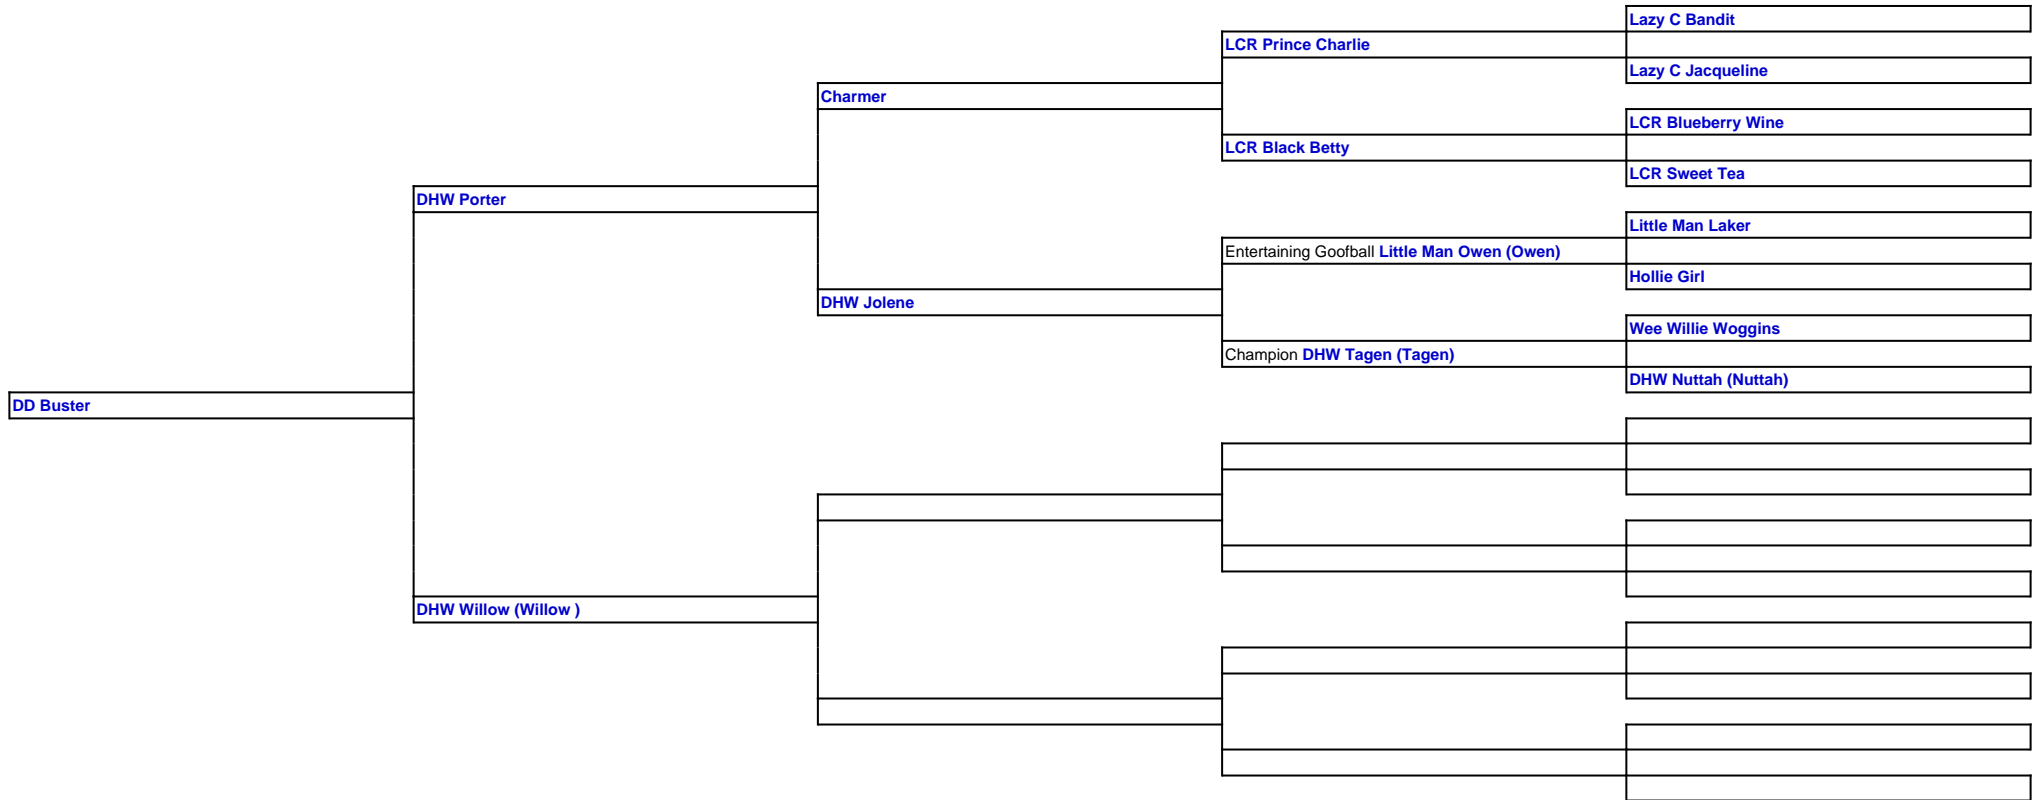 Lazy C Bandit
LCR Prince Charlie
Lazy C Jacqueline
Charmer
LCR Blueberry Wine
LCR Black Betty
LCR Sweet Tea
DHW Porter
Little Man Laker
Entertaining Goofball Little Man Owen (Owen)
Hollie Girl
DHW Jolene
Wee Willie Woggins
Champion DHW Tagen (Tagen)
DHW Nuttah (Nuttah)
DD Buster
DHW Willow (Willow )